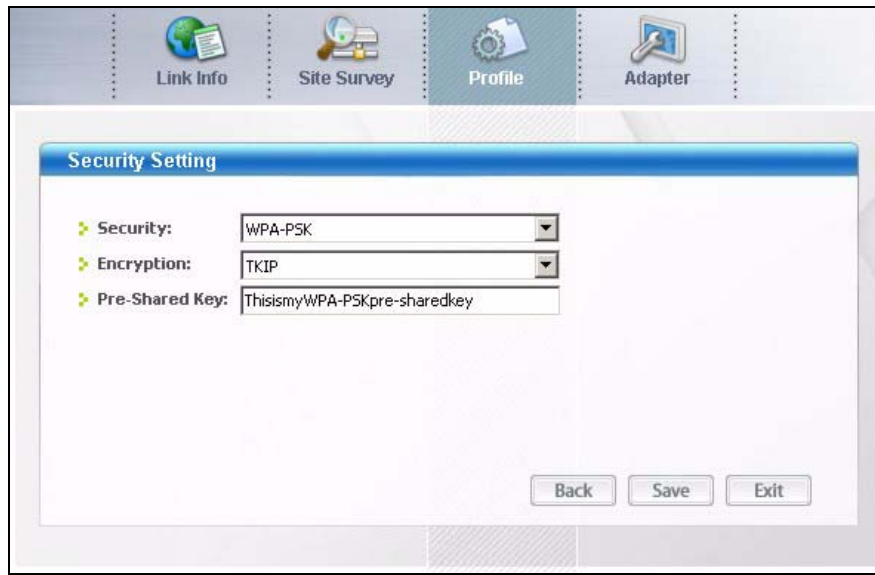 Link Info
Site Survey
Profile
Adapter
Security Setting
Security: WPA-PSK
Encryption: TKIP
Pre-Shared Key: ThisismyWPA-PSKpre-sharedkey
Back Save Exit